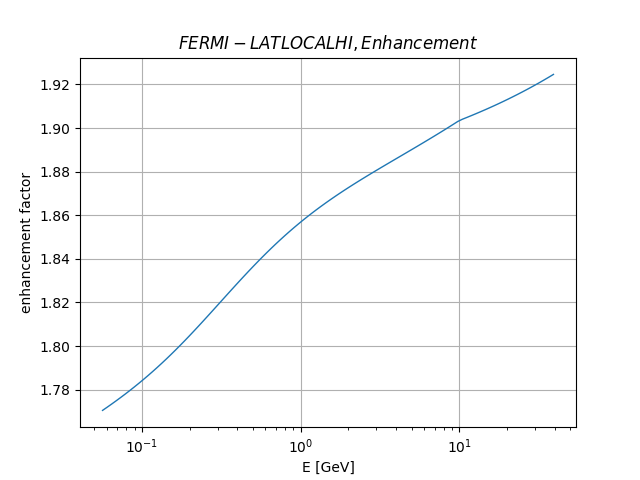 FERMI − LATLOCALHI, Enhancement
1.92
1.90
1.88
1.86
1.84
1.82
1.80
1.78
enhancement factor
10⁻¹ 10⁰ 10¹
E [GeV]